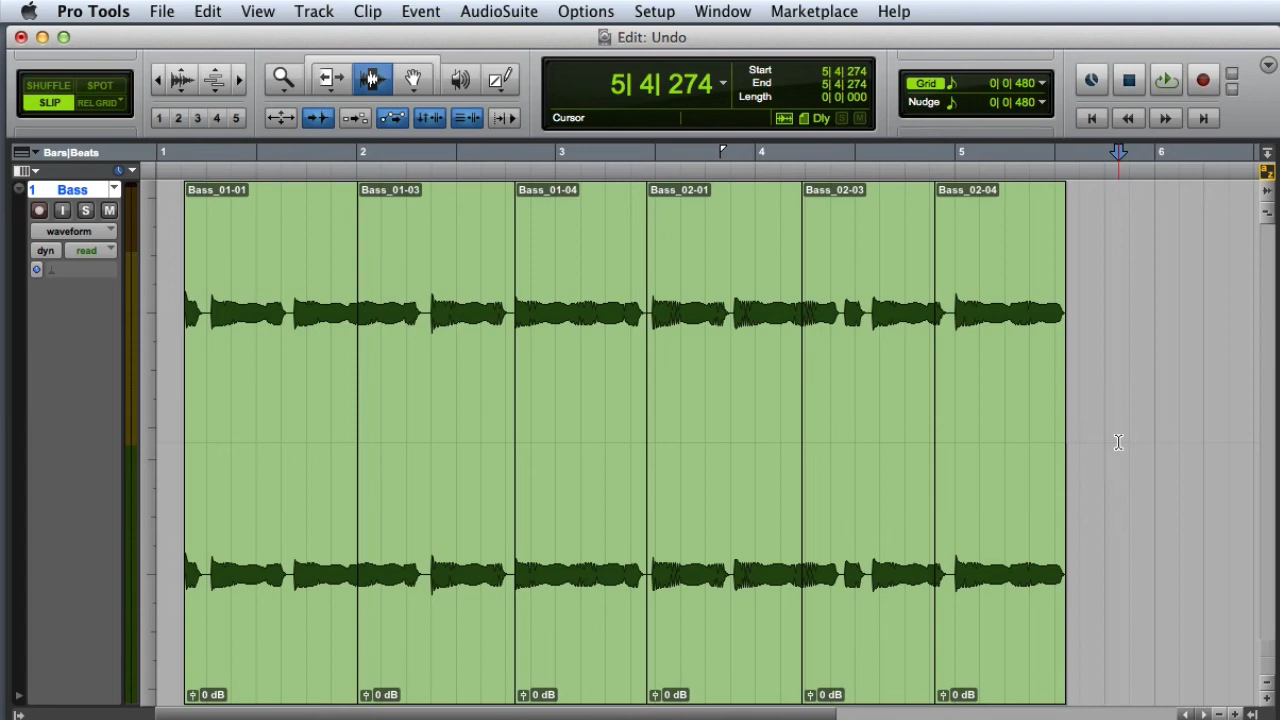 Pro Tools File Edit View Track Clip Event AudioSuite Options Setup Window Marketplace Help
Edit: Undo
SHUFFLE SPOT
SLIP REL GRID
1 2 3 4 5
5| 4| 274
Start 5| 4| 274
End 5| 4| 274
Length 0| 0| 000
Cursor
Dly S M
Grid 0| 0| 480
Nudge 0| 0| 480
Bars|Beats
1 2 3 4 5 6
a z
1 Bass
I S M
waveform
dyn read
Bass_01-01 Bass_01-03 Bass_01-04 Bass_02-01 Bass_02-03 Bass_02-04
0 dB 0 dB 0 dB 0 dB 0 dB 0 dB